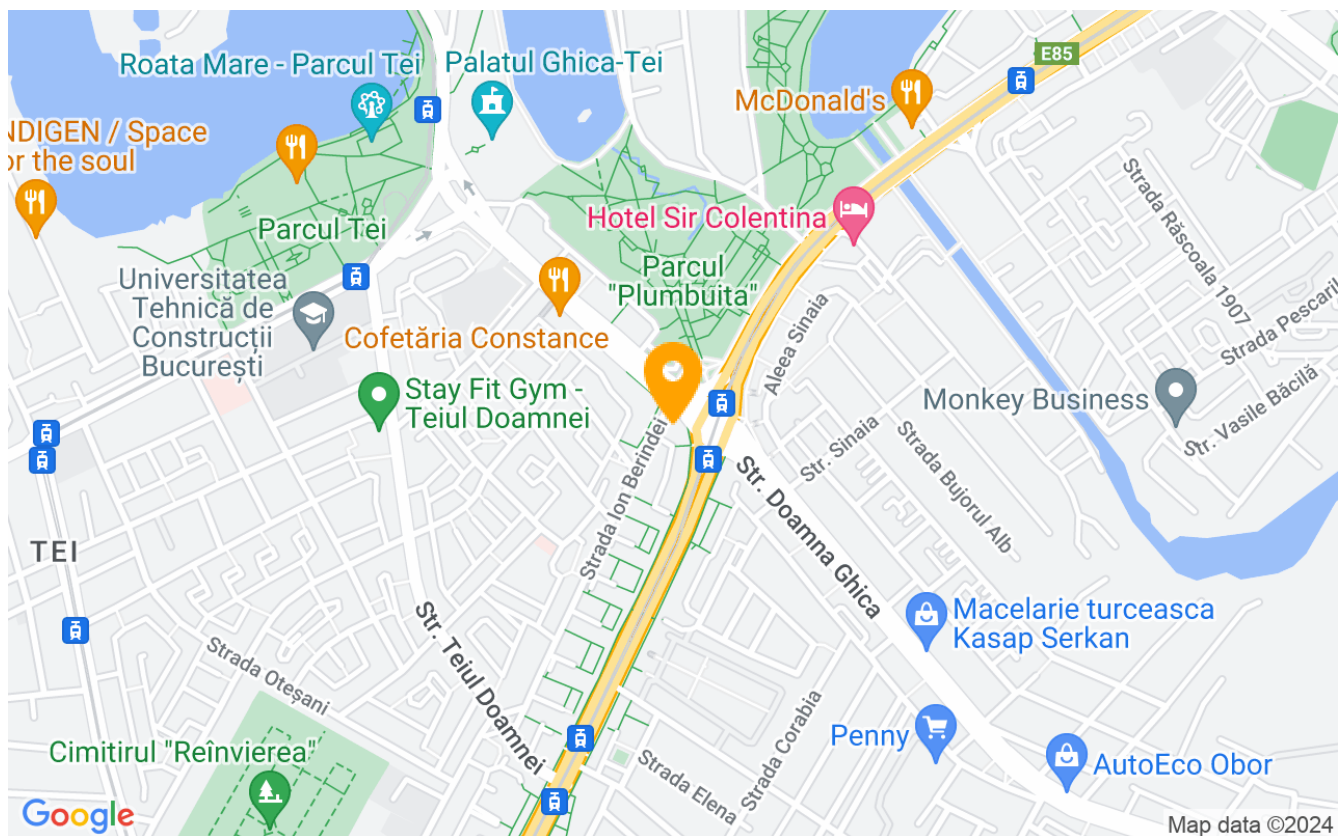 E85
Roata Mare - Parcul Tei
Palatul Ghica-Tei
McDonald's
NDIGEN / Space
or the soul
Strada Răscoala 1907
Hotel Sir Colentina
Parcul Tei
Parcul
"Plumbuita"
Universitatea
Tehnică de
Construcții
București
Aleea Sinaia
Strada Pescaril
Cofetăria Constance
Stay Fit Gym -
Teiul Doamnei
Monkey Business
Str. Vasile Băcilă
Strada Ion Berindei
Str. Sinaia
Strada Bujorul Alb
Str. Doamna Ghica
TEI
Macelarie turceasca
Kasap Serkan
Str. Teiul Doamnei
Strada Oteșani
Strada Corabia
Penny
Cimitirul "Reînvierea"
Strada Elena
AutoEco Obor
Google
Map data ©2024